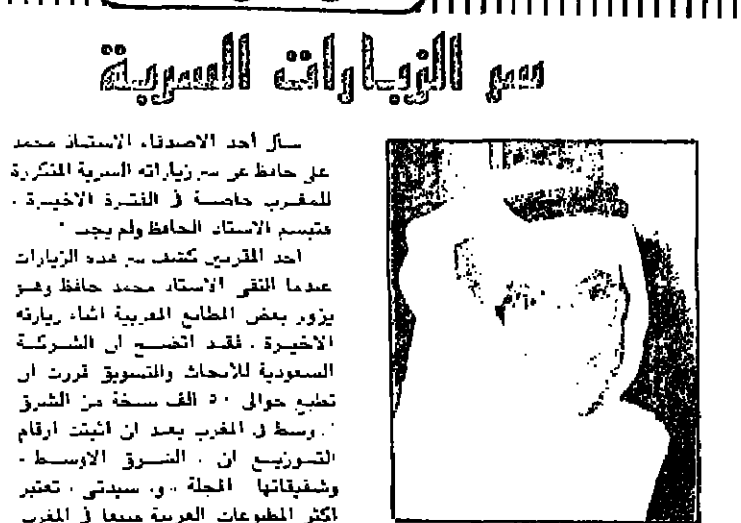 سر الزيارات السرية
سأل أحد الاصدقاء الاستاذ محمد
على حافظ عن سر زياراته السرية المتكررة
للمغرب خاصة في الفترة الاخيرة .
فتبسم الاستاذ الحافظ ولم يجب
احد المقربين كشف سر هذه الزيارات
عندما التقى الاستاذ محمد حافظ وهو
يزور بعض المطابع المغربية اثناء زيارته
الاخيرة . فقد اتضح ان الشركة
السعودية للأبحاث والتسويق قررت ان
تطبع حوالى ٥٠ الف نسخة من الشرق
وسط في المغرب بعد ان اثبتت ارقام
التوزيع ان . الشرق الاوسط .
وشقيقاتها المجلة .. و. سيدتى . تعتبر
اكثر المطبوعات العربية مبيعا في المغرب